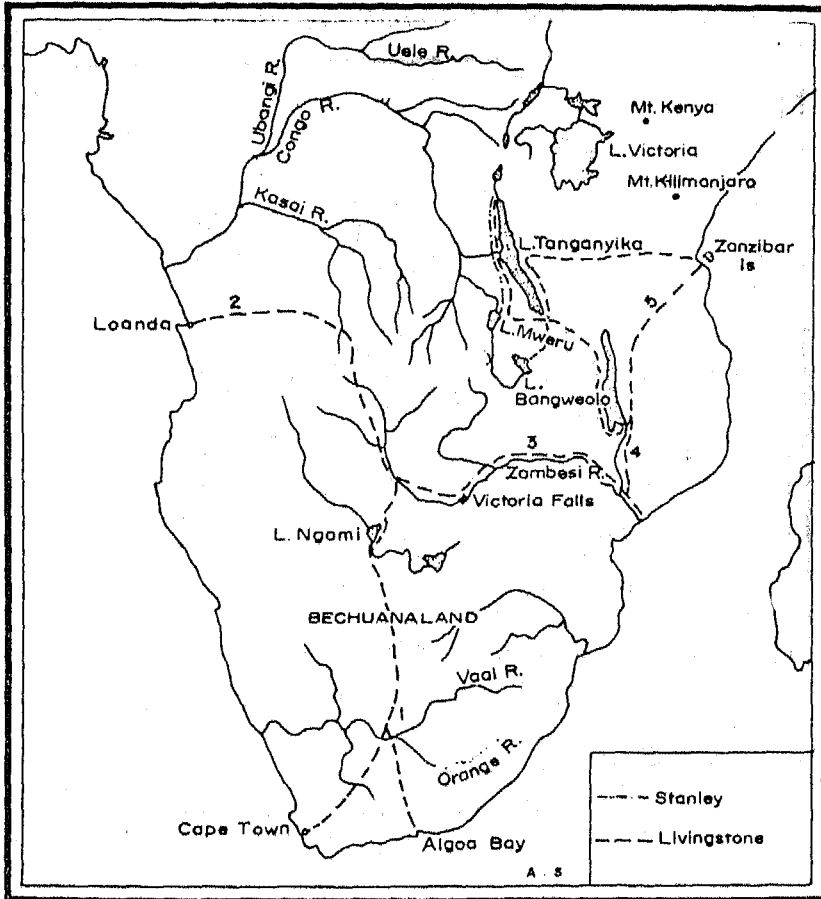 Uele R.
Ubangi R.
Congo R.
Mt. Kenya
L. Victoria
Mt. Kilimanjaro
Kasai R.
L. Tanganyika
Zanzibar
Is
2
5
Loanda
L. Mweru
L.
Bangweolo
3
4
Zambesi R.
Victoria Falls
L. Ngami
BECHUANALAND
Vaal R.
Orange R.
Cape Town
Algoa Bay
Stanley
Livingstone
A . S